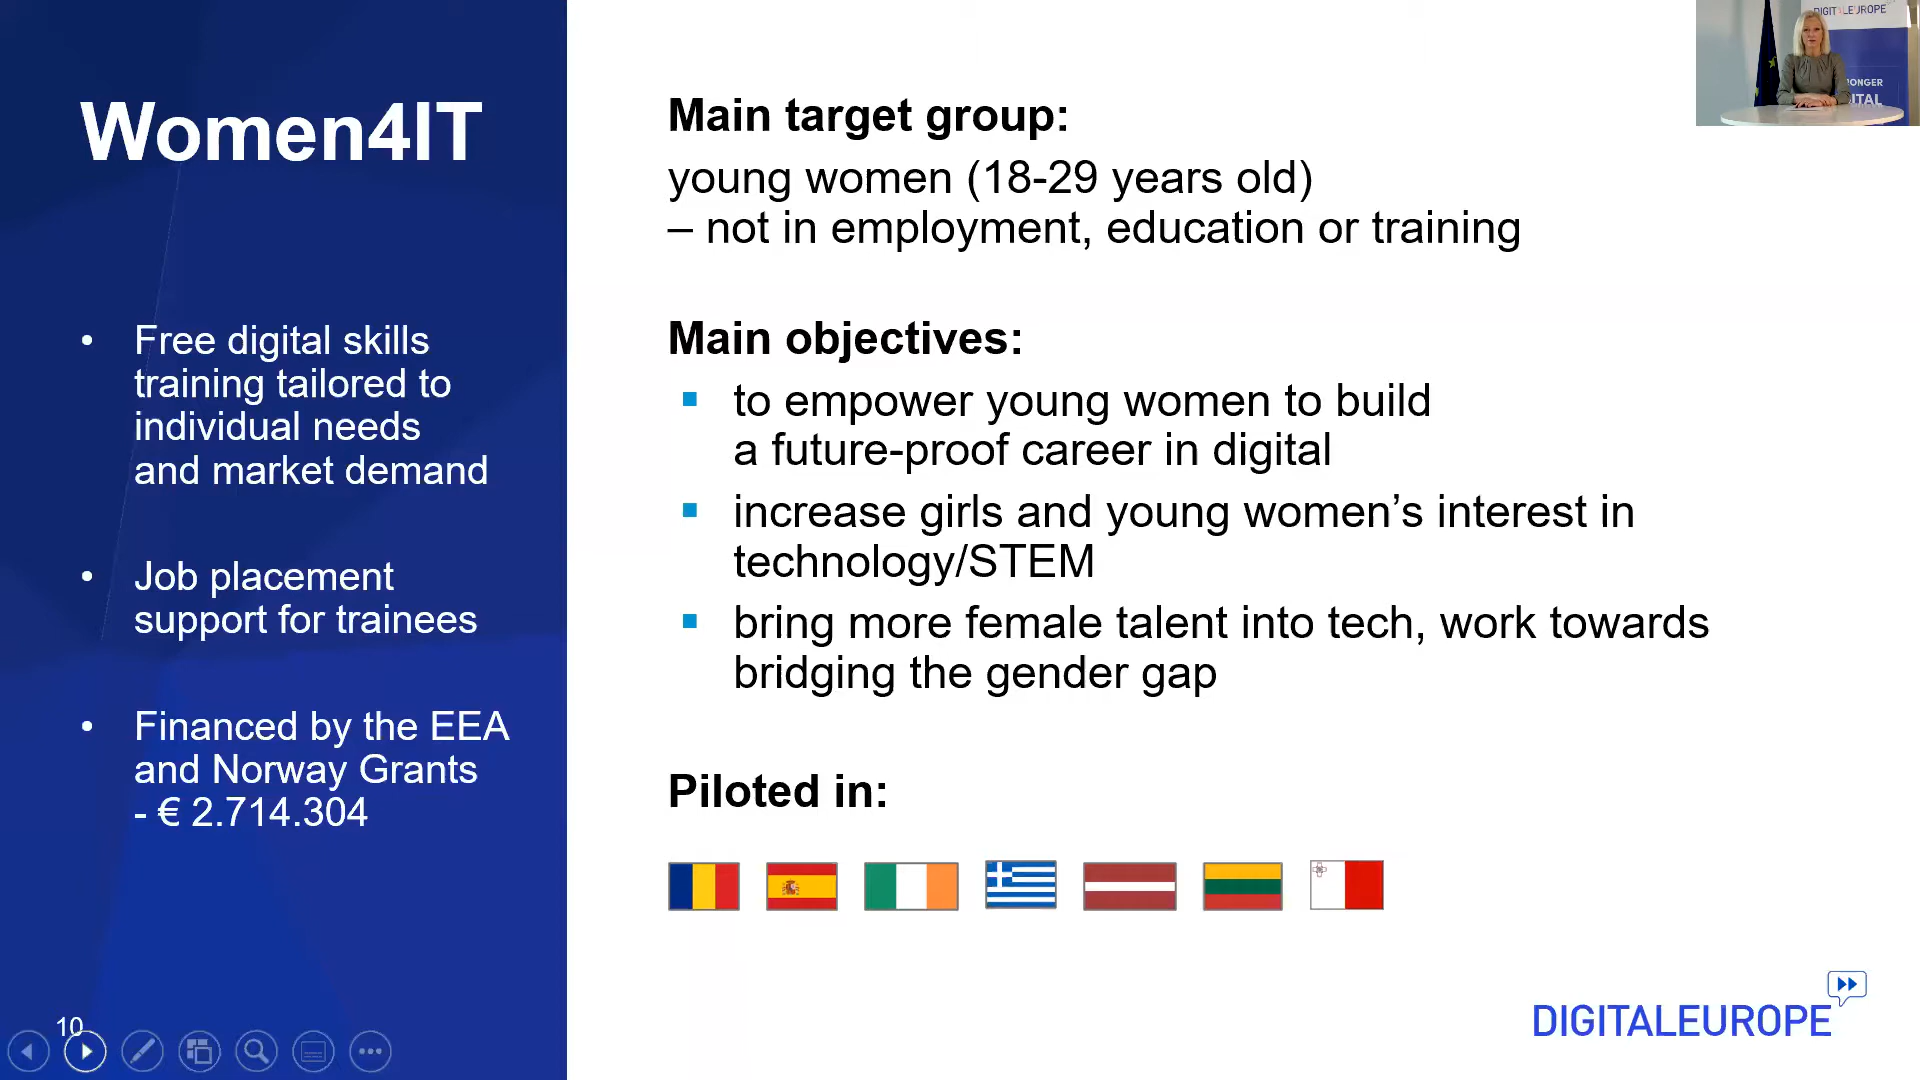 Women4IT
• Free digital skills
training tailored to
individual needs
and market demand
• Job placement
support for trainees
• Financed by the EEA
and Norway Grants
- € 2.714.304
10
Main target group:
young women (18-29 years old)
– not in employment, education or training
Main objectives:
▪ to empower young women to build
a future-proof career in digital
▪ increase girls and young women’s interest in
technology/STEM
▪ bring more female talent into tech, work towards
bridging the gender gap
Piloted in:
DIGITALEUROPE
DIGITALEUROPE